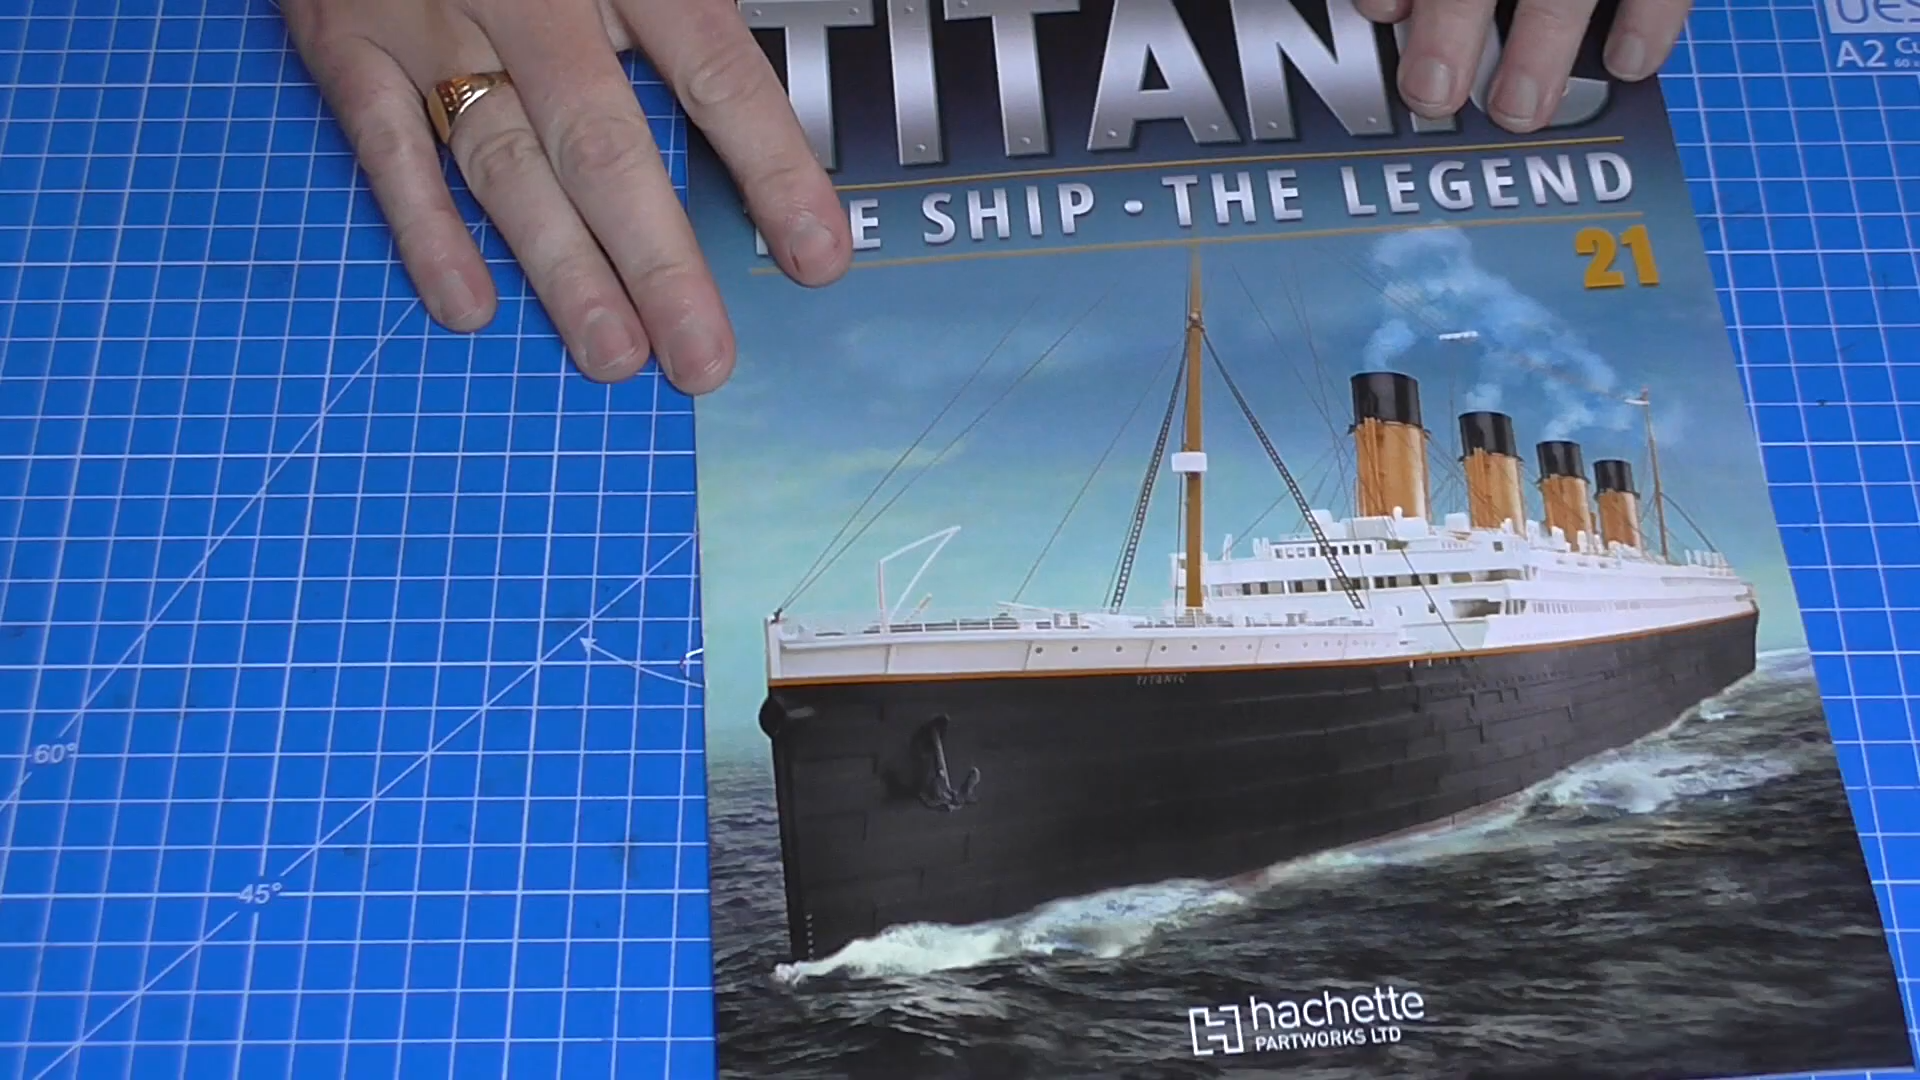 TITANIC
THE SHIP · THE LEGEND
21
TITANIC
hachette
PARTWORKS LTD
A2
60°
45°